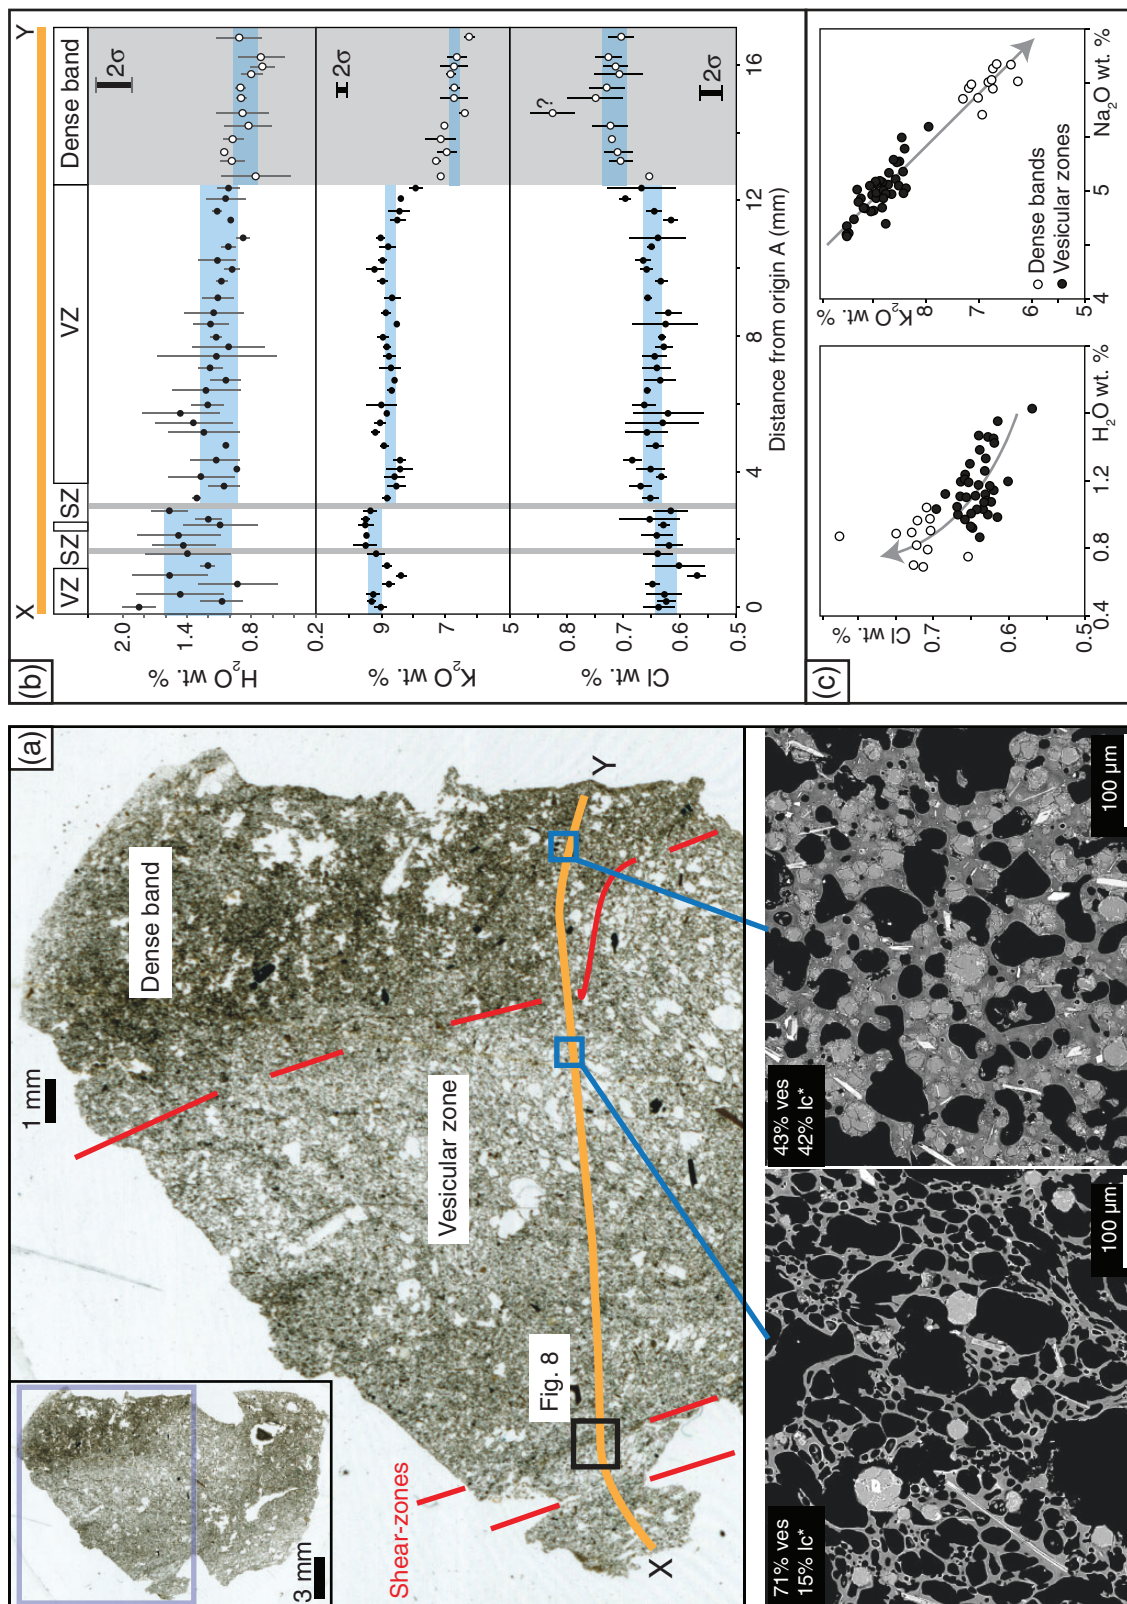 (a)
3 mm
1 mm
Dense band
Vesicular zone
Shear-zones
Fig. 8
X
Y
71% ves
15% lc*
100 µm
43% ves
42% lc*
100 µm
(b)
X
Y
VZ
SZ
SZ
VZ
Dense band
H₂O wt. %
2.0
1.4
0.8
0.2
2σ
K₂O wt. %
9
7
5
2σ
Cl wt. %
0.8
0.7
0.6
0.5
?
2σ
0
4
8
12
16
Distance from origin A (mm)
(c)
Cl wt. %
0.7
0.6
0.5
0.4
0.8
1.2
H₂O wt. %
K₂O wt. %
8
7
6
4
5
Na₂O wt. %
Dense bands
Vesicular zones